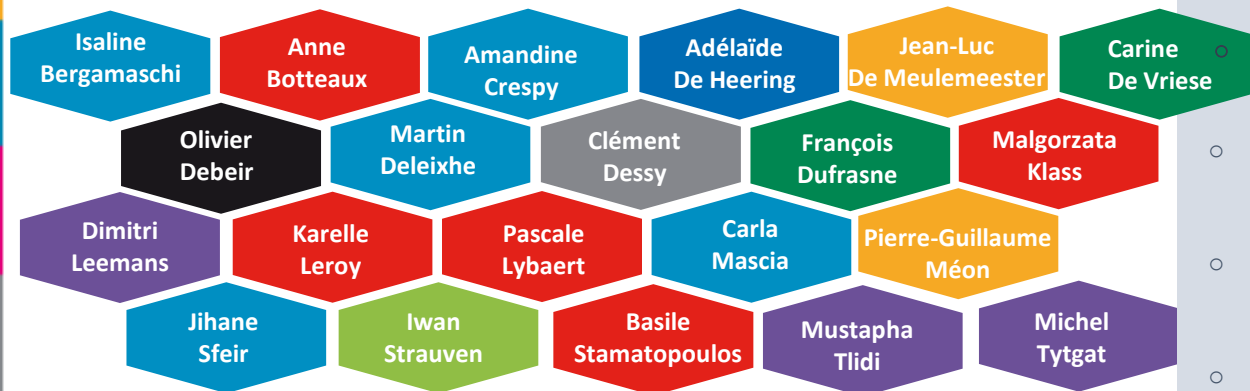 Isaline
Bergamaschi
Anne
Botteaux
Amandine
Crespy
Adélaïde
De Heering
Jean-Luc
De Meulemeester
Carine
De Vriese
Olivier
Debeir
Martin
Deleixhe
Clément
Dessy
François
Dufrasne
Malgorzata
Klass
Dimitri
Leemans
Karelle
Leroy
Pascale
Lybaert
Carla
Mascia
Pierre-Guillaume
Méon
Jihane
Sfeir
Iwan
Strauven
Basile
Stamatopoulos
Mustapha
Tlidi
Michel
Tytgat